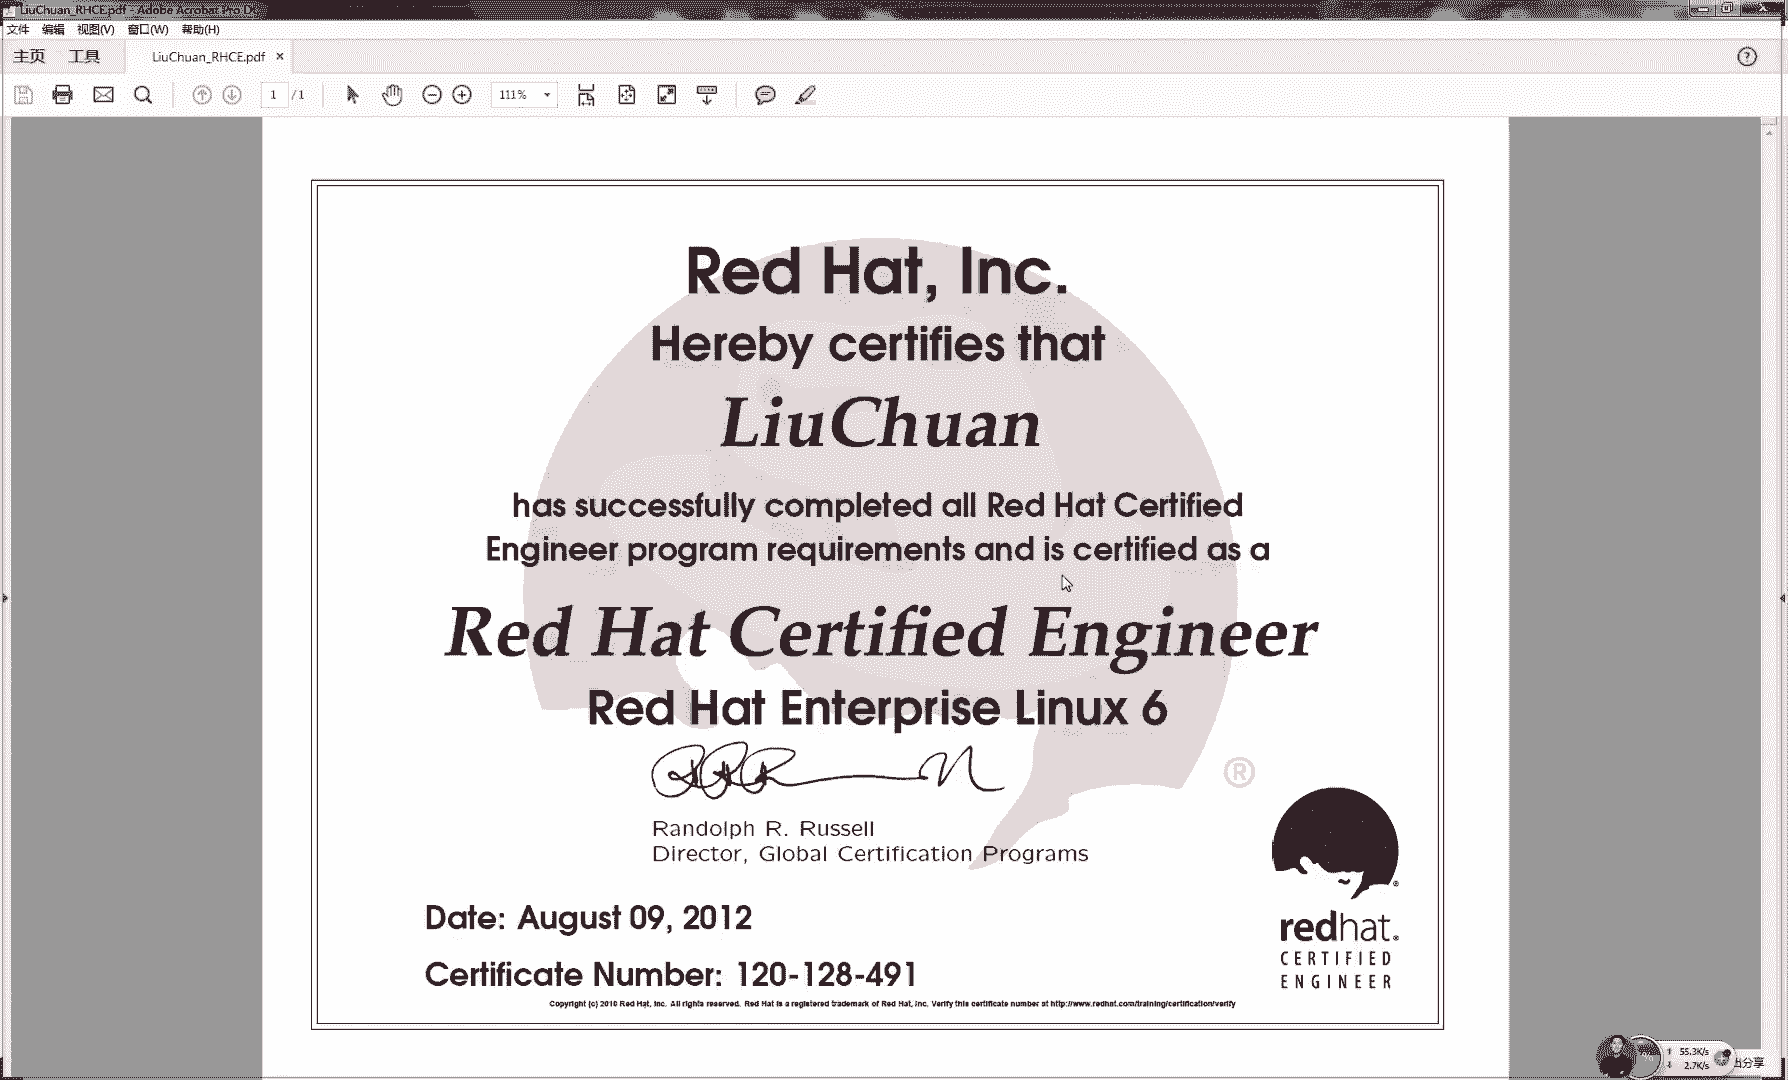 LiuChuan_RHCE.pdf - Adobe Acrobat Pro D
文件 编辑 视图(V) 窗口(W) 帮助(H)
主页 工具 LiuChuan_RHCE.pdf ×
1 / 1 111%
Red Hat, Inc.
Hereby certifies that
LiuChuan
has successfully completed all Red Hat Certified
Engineer program requirements and is certified as a
Red Hat Certified Engineer
Red Hat Enterprise Linux 6
®
Randolph R. Russell
Director, Global Certification Programs
Date: August 09, 2012
Certificate Number: 120-128-491
redhat.
CERTIFIED
ENGINEER
Copyright (c) 2010 Red Hat, Inc. All rights reserved. Red Hat is a registered trademark of Red Hat, Inc. Verify this certificate number at http://www.redhat.com/training/certification/verify
55.3K/s
2.7K/s
出分享